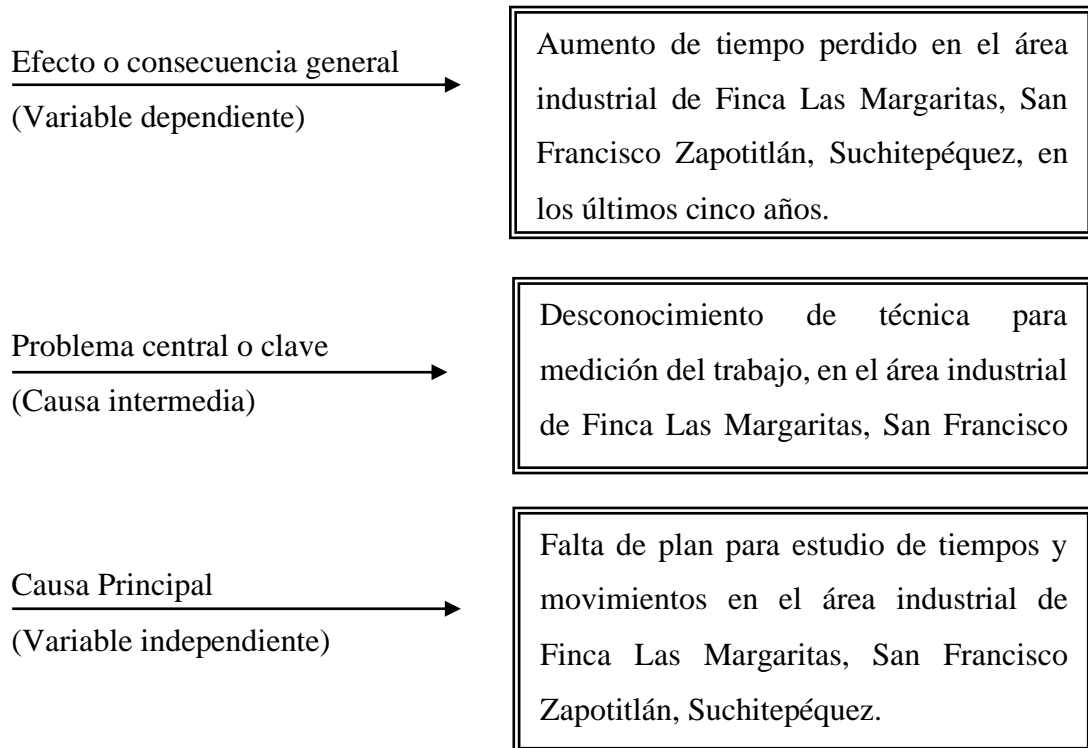 Efecto o consecuencia general
(Variable dependiente)
Aumento de tiempo perdido en el área
industrial de Finca Las Margaritas, San
Francisco Zapotitlán, Suchitepéquez, en
los últimos cinco años.
Problema central o clave
(Causa intermedia)
Desconocimiento de técnica para
medición del trabajo, en el área industrial
de Finca Las Margaritas, San Francisco
Causa Principal
(Variable independiente)
Falta de plan para estudio de tiempos y
movimientos en el área industrial de
Finca Las Margaritas, San Francisco
Zapotitlán, Suchitepéquez.